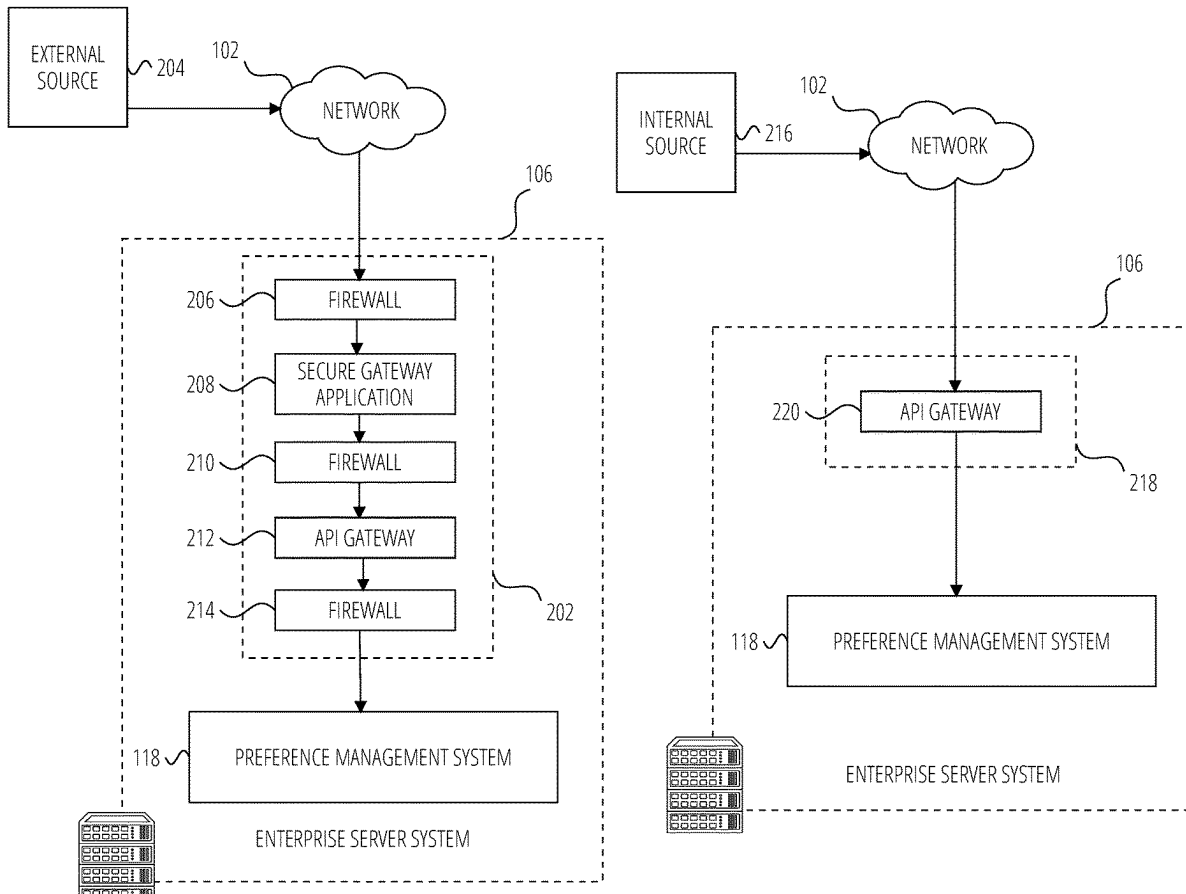 EXTERNAL
SOURCE
204
102
NETWORK
106
206
FIREWALL
208
SECURE GATEWAY
APPLICATION
210
FIREWALL
212
API GATEWAY
214
FIREWALL
202
118
PREFERENCE MANAGEMENT SYSTEM
ENTERPRISE SERVER SYSTEM
INTERNAL
SOURCE
216
102
NETWORK
106
220
API GATEWAY
218
118
PREFERENCE MANAGEMENT SYSTEM
ENTERPRISE SERVER SYSTEM